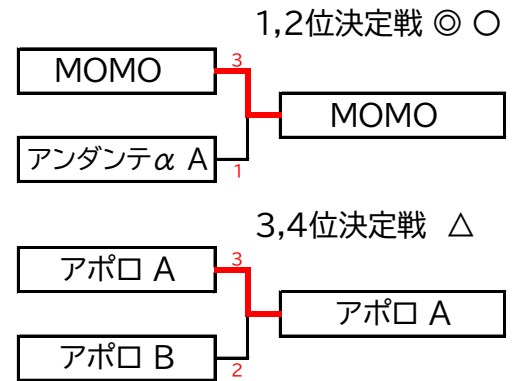 1,2位決定戦 ◎ ○
MOMO
3
MOMO
アンダンテα A
1
3,4位決定戦 △
アポロ A
3
アポロ A
アポロ B
2